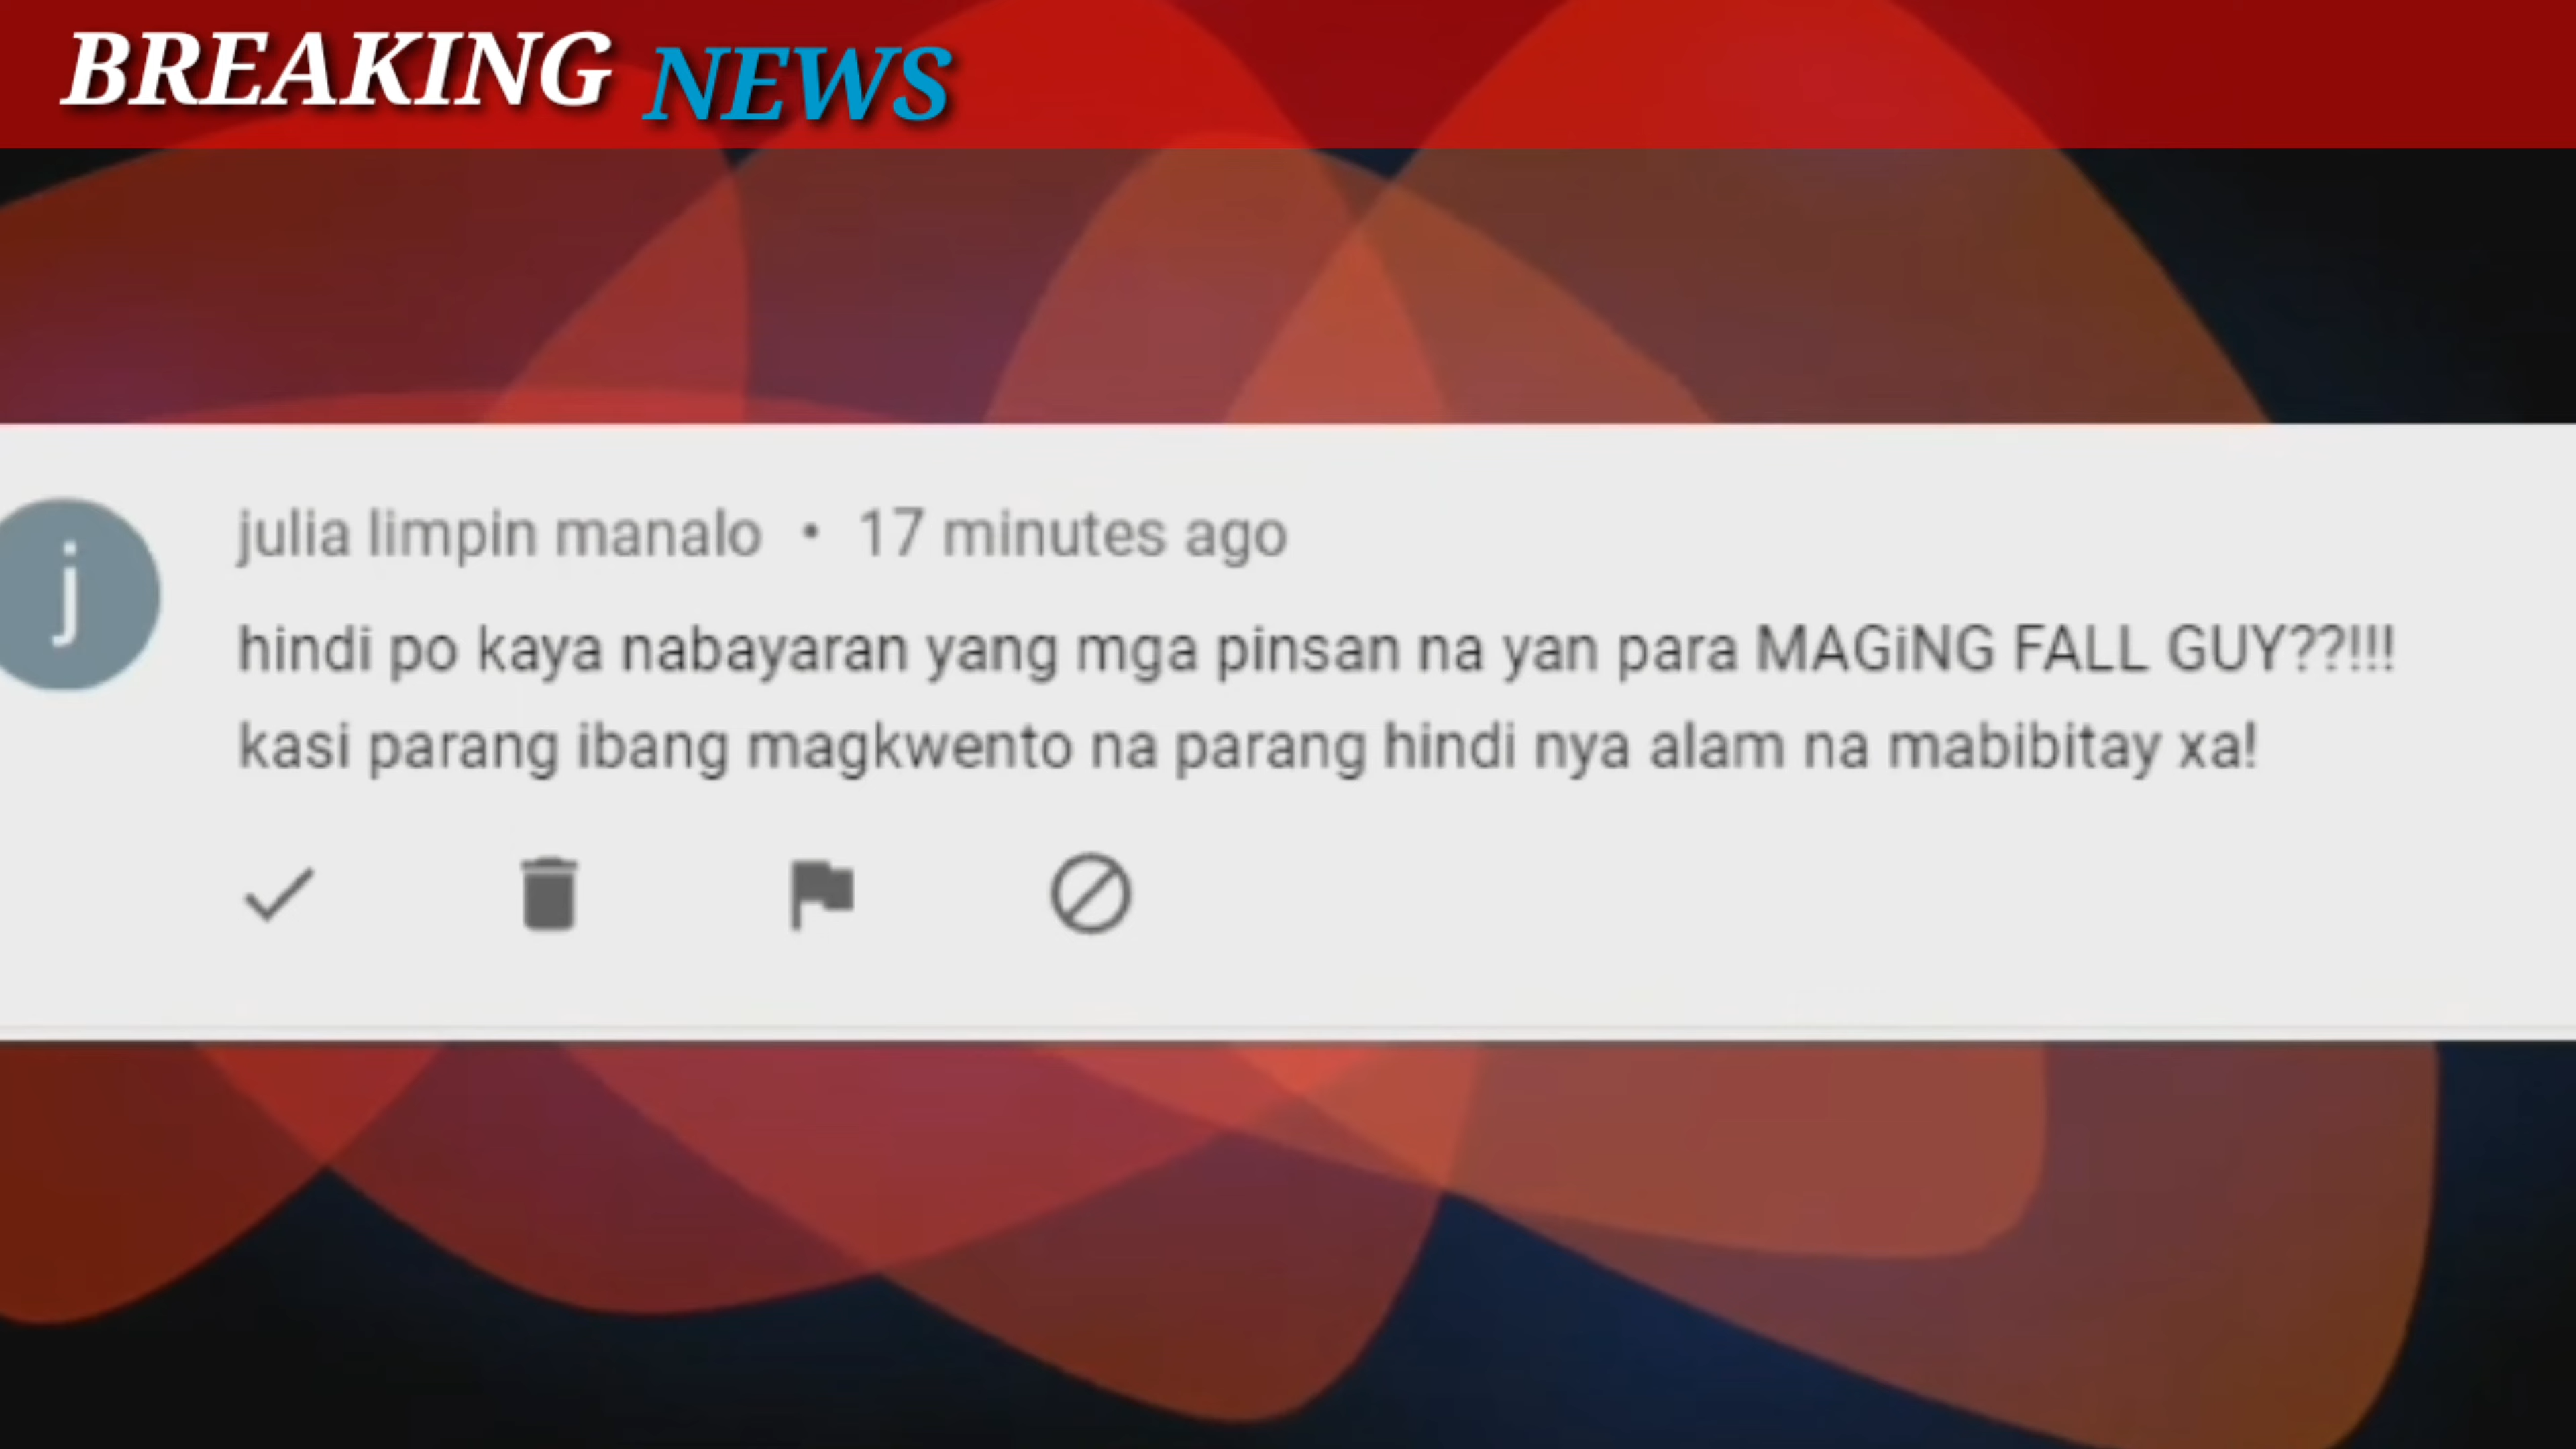 BREAKING NEWS
j
julia limpin manalo • 17 minutes ago
hindi po kaya nabayaran yang mga pinsan na yan para MAGiNG FALL GUY??!!!
kasi parang ibang magkwento na parang hindi nya alam na mabibitay xa!